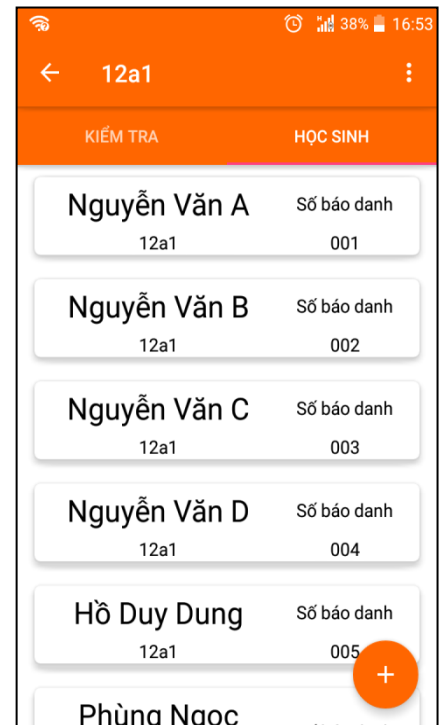 38% 16:53
12a1
KIỂM TRA HỌC SINH
Nguyễn Văn A Số báo danh
12a1 001
Nguyễn Văn B Số báo danh
12a1 002
Nguyễn Văn C Số báo danh
12a1 003
Nguyễn Văn D Số báo danh
12a1 004
Hồ Duy Dung Số báo danh
12a1 005
Phùng Ngọc